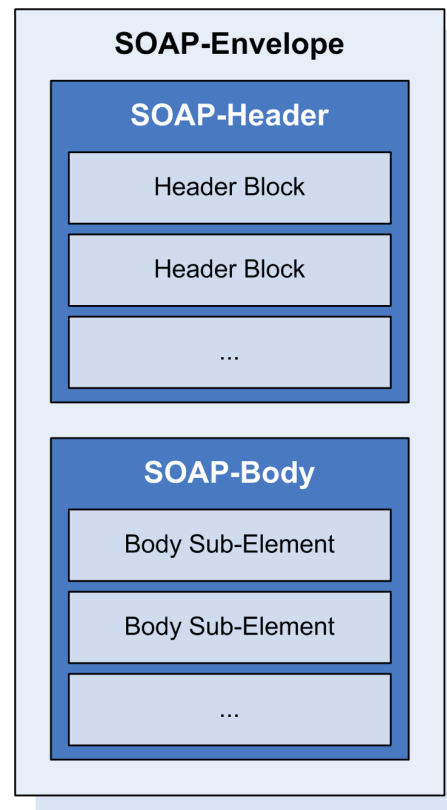 SOAP-Envelope
SOAP-Header
Header Block
Header Block
...
SOAP-Body
Body Sub-Element
Body Sub-Element
...